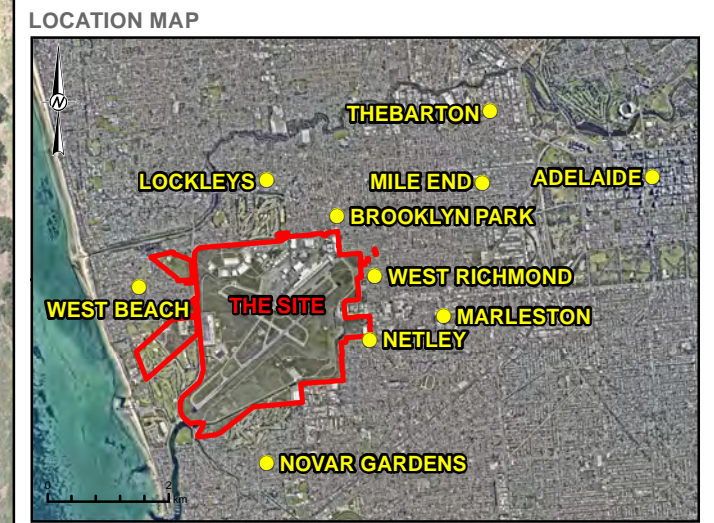 LOCATION MAP
N
THEBARTON
LOCKLEYS
MILE END
ADELAIDE
BROOKLYN PARK
WEST RICHMOND
WEST BEACH
THE SITE
MARLESTON
NETLEY
NOVAR GARDENS
0 2
km